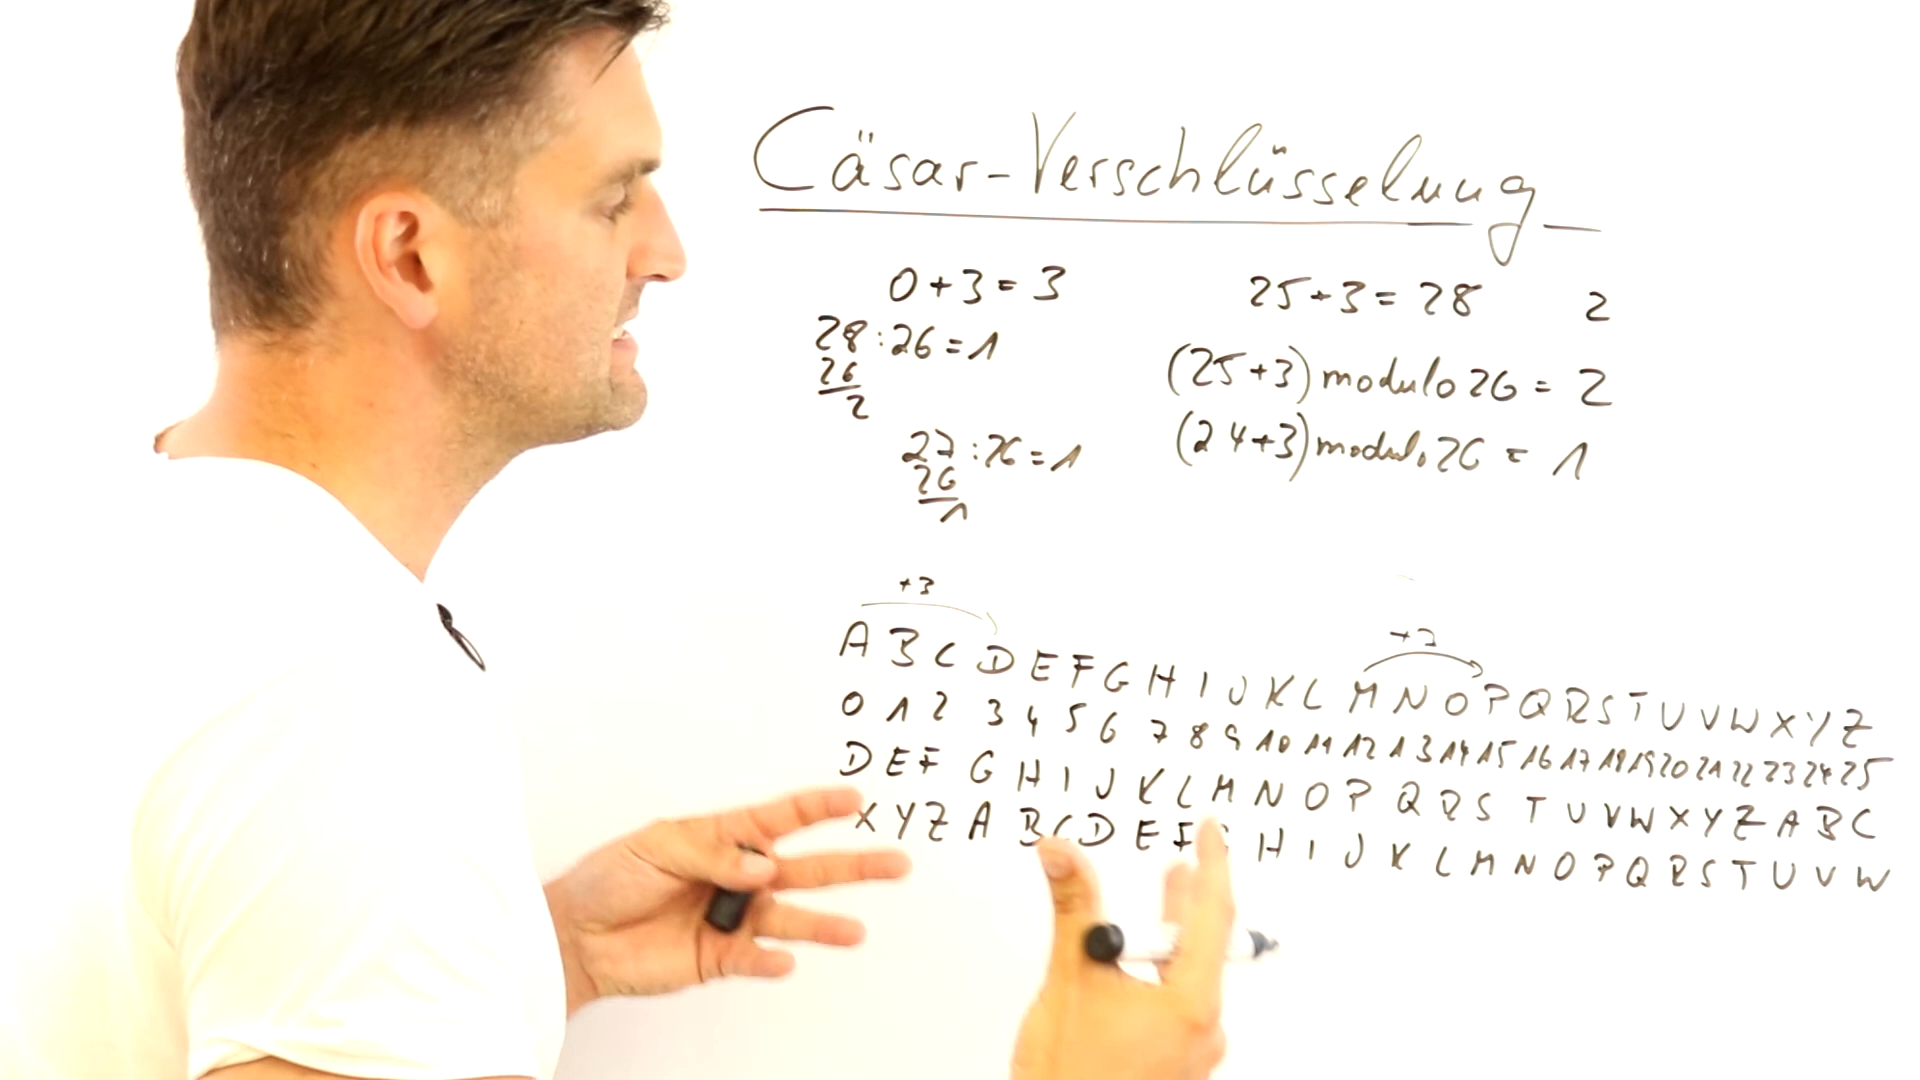 Cäsar-Verschlüsselung
0+3=3
25+3=28 2
28:26=1
26
2
(25+3) modulo 26 = 2
27:26=1
26
1
(24+3) modulo 26 = 1
+3
+3
A B C D E F G H I J K L M N O P Q R S T U V W X Y Z
0 1 2 3 4 5 6 7 8 9 10 11 12 13 14 15 16 17 18 19 20 21 22 23 24 25
D E F G H I J K L M N O P Q R S T U V W X Y Z A B C
X Y Z A B C D E F G H I J K L M N O P Q R S T U V W